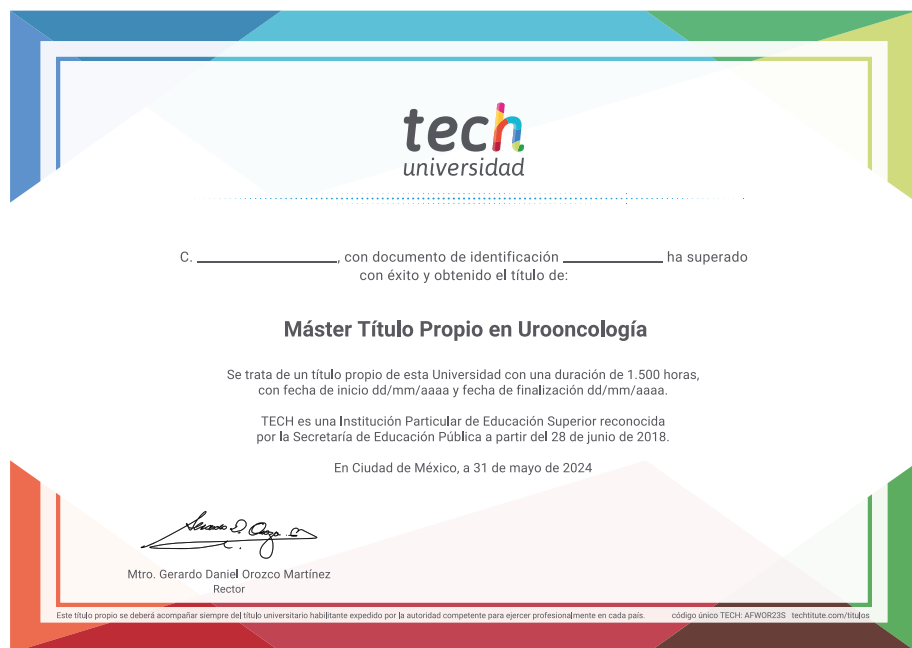 tech
universidad
C. , con documento de identificación ha superado
con éxito y obtenido el título de:
Máster Título Propio en Urooncología
Se trata de un título propio de esta Universidad con una duración de 1.500 horas,
con fecha de inicio dd/mm/aaaa y fecha de finalización dd/mm/aaaa.
TECH es una Institución Particular de Educación Superior reconocida
por la Secretaría de Educación Pública a partir del 28 de junio de 2018.
En Ciudad de México, a 31 de mayo de 2024
Mtro. Gerardo Daniel Orozco Martínez
Rector
Este título propio se deberá acompañar siempre del título universitario habilitante expedido por la autoridad competente para ejercer profesionalmente en cada país. código único TECH: AFWOR23S techtitute.com/titulos